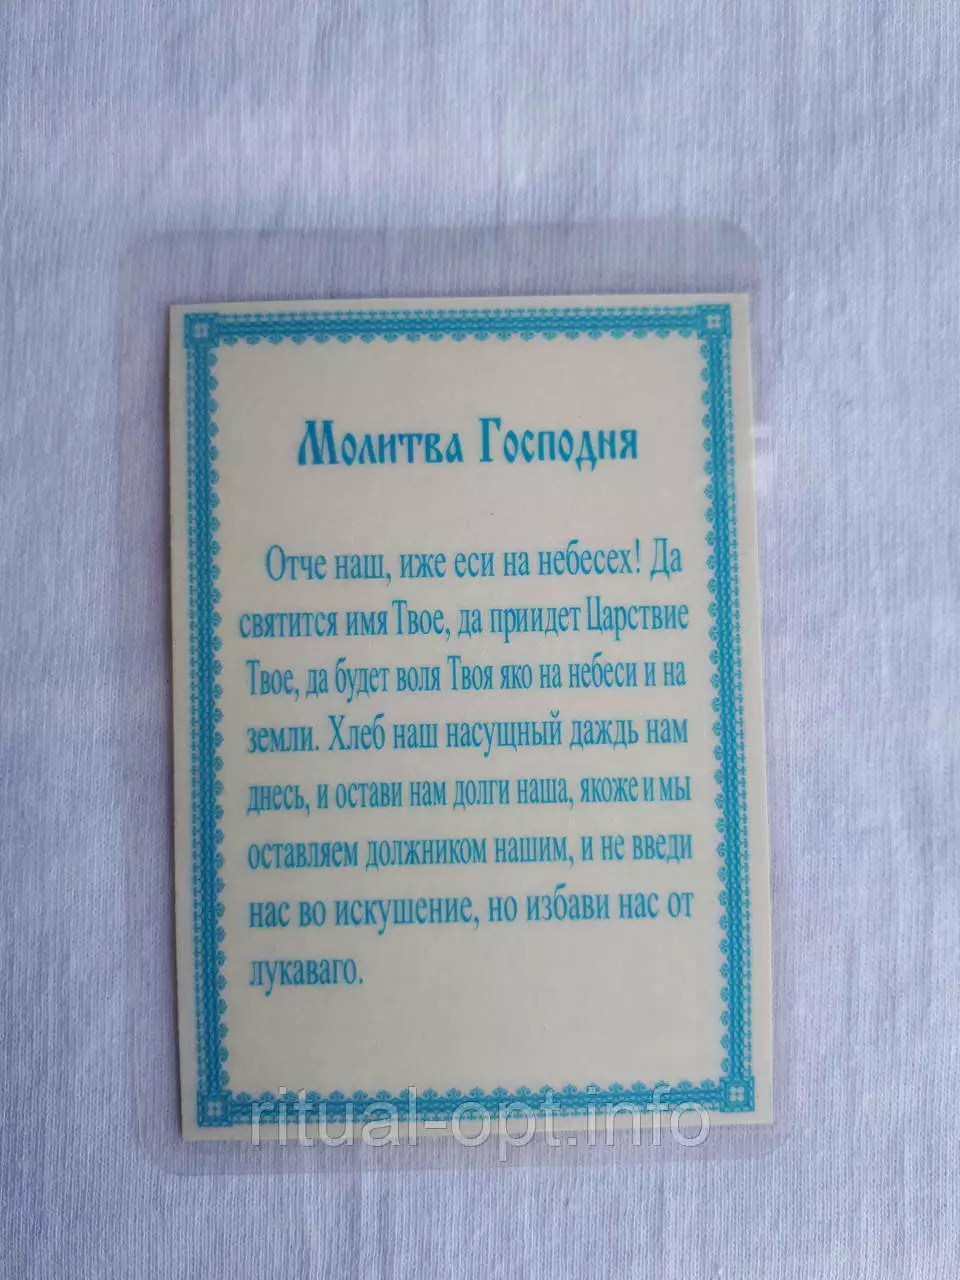 Молитва Господня
Отче наш, иже еси на небесех! Да
святится имя Твое, да приидет Царствие
Твое, да будет воля Твоя яко на небеси и на
земли. Хлеб наш насущный даждь нам
днесь, и остави нам долги наша, якоже и мы
оставляем должником нашим, и не введи
нас во искушение, но избави нас от
лукаваго.
ritual-opt.info